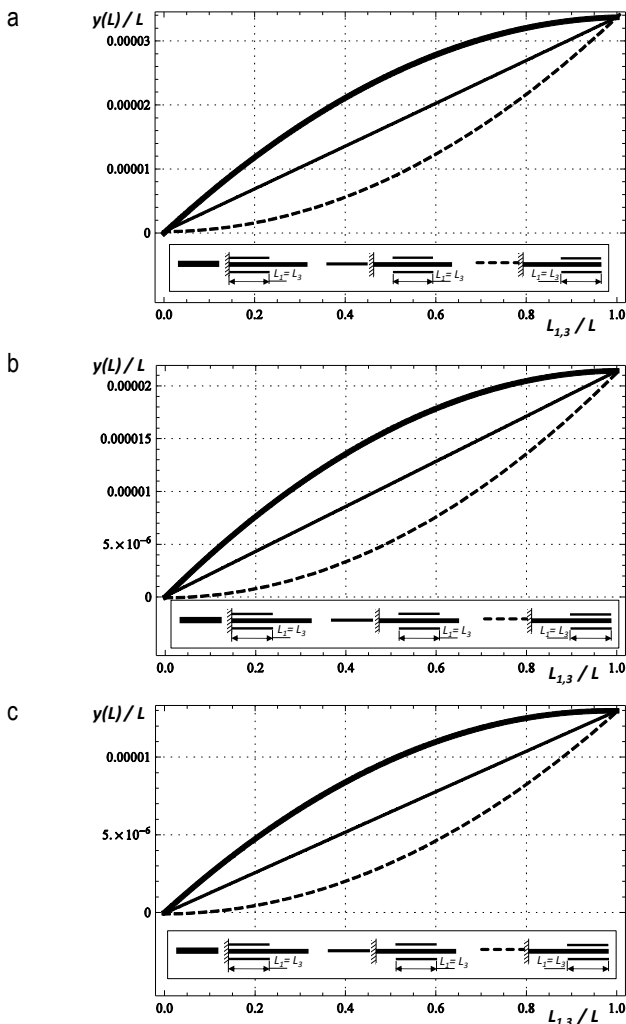 a
y(L) / L
0.00003
0.00002
0.00001
0
L₁= L₃ L₁= L₃ L₁= L₃
0.0 0.2 0.4 0.6 0.8 1.0
L₁,₃ / L
b
y(L) / L
0.00002
0.000015
0.00001
5.×10⁻⁶
0
L₁= L₃ L₁= L₃ L₁= L₃
0.0 0.2 0.4 0.6 0.8 1.0
L₁,₃ / L
c
y(L) / L
0.00001
5.×10⁻⁶
0
L₁= L₃ L₁= L₃ L₁= L₃
0.0 0.2 0.4 0.6 0.8 1.0
L₁,₃ / L